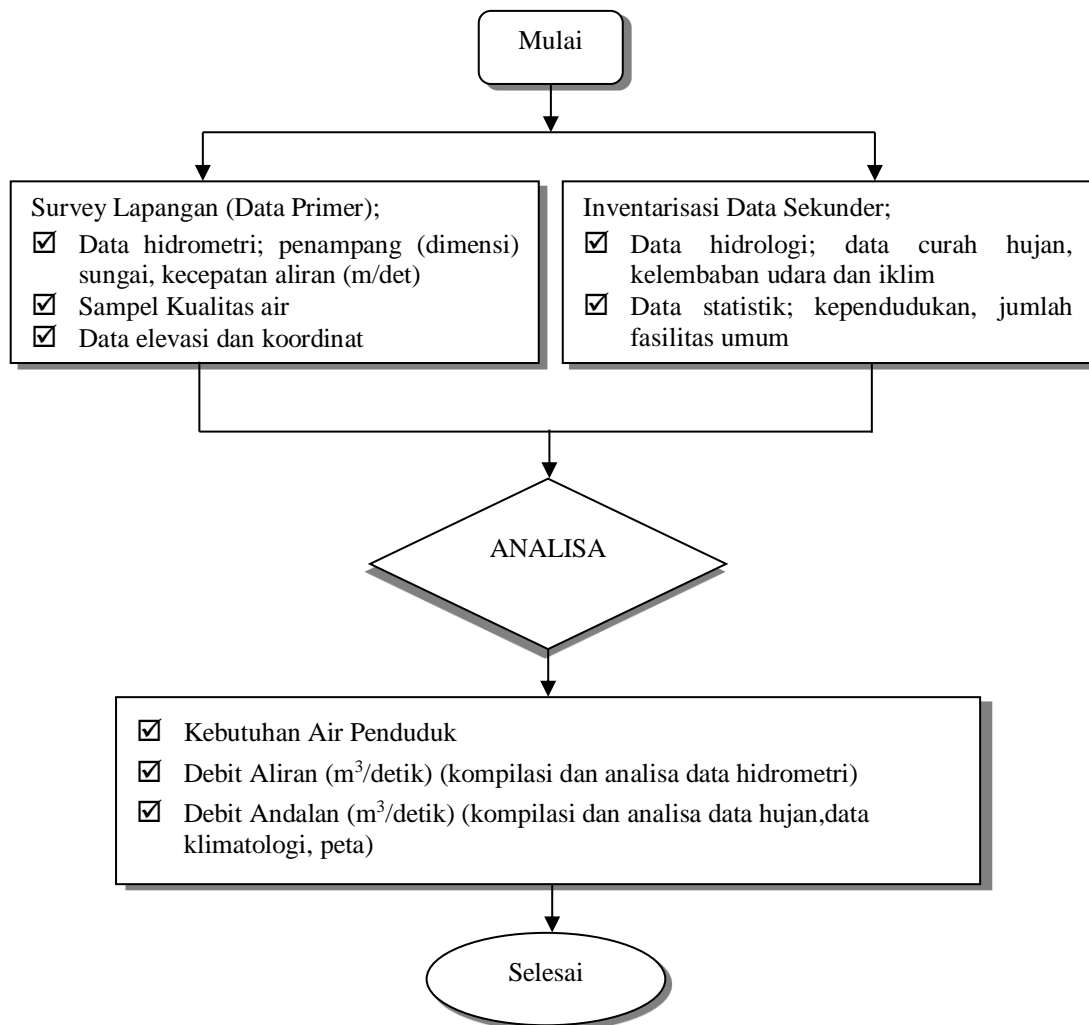 Mulai
Survey Lapangan (Data Primer);
☑ Data hidrometri; penampang (dimensi)
sungai, kecepatan aliran (m/det)
☑ Sampel Kualitas air
☑ Data elevasi dan koordinat
Inventarisasi Data Sekunder;
☑ Data hidrologi; data curah hujan,
kelembaban udara dan iklim
☑ Data statistik; kependudukan, jumlah
fasilitas umum
ANALISA
☑ Kebutuhan Air Penduduk
☑ Debit Aliran (m³/detik) (kompilasi dan analisa data hidrometri)
☑ Debit Andalan (m³/detik) (kompilasi dan analisa data hujan,data
klimatologi, peta)
Selesai